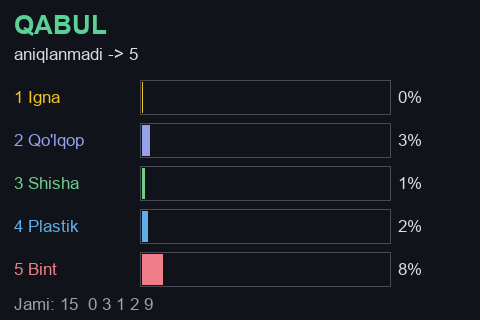 QABUL
aniqlanmadi -> 5
1 Igna 0%
2 Qo'lqop 3%
3 Shisha 1%
4 Plastik 2%
5 Bint 8%
Jami: 15  0 3 1 2 9